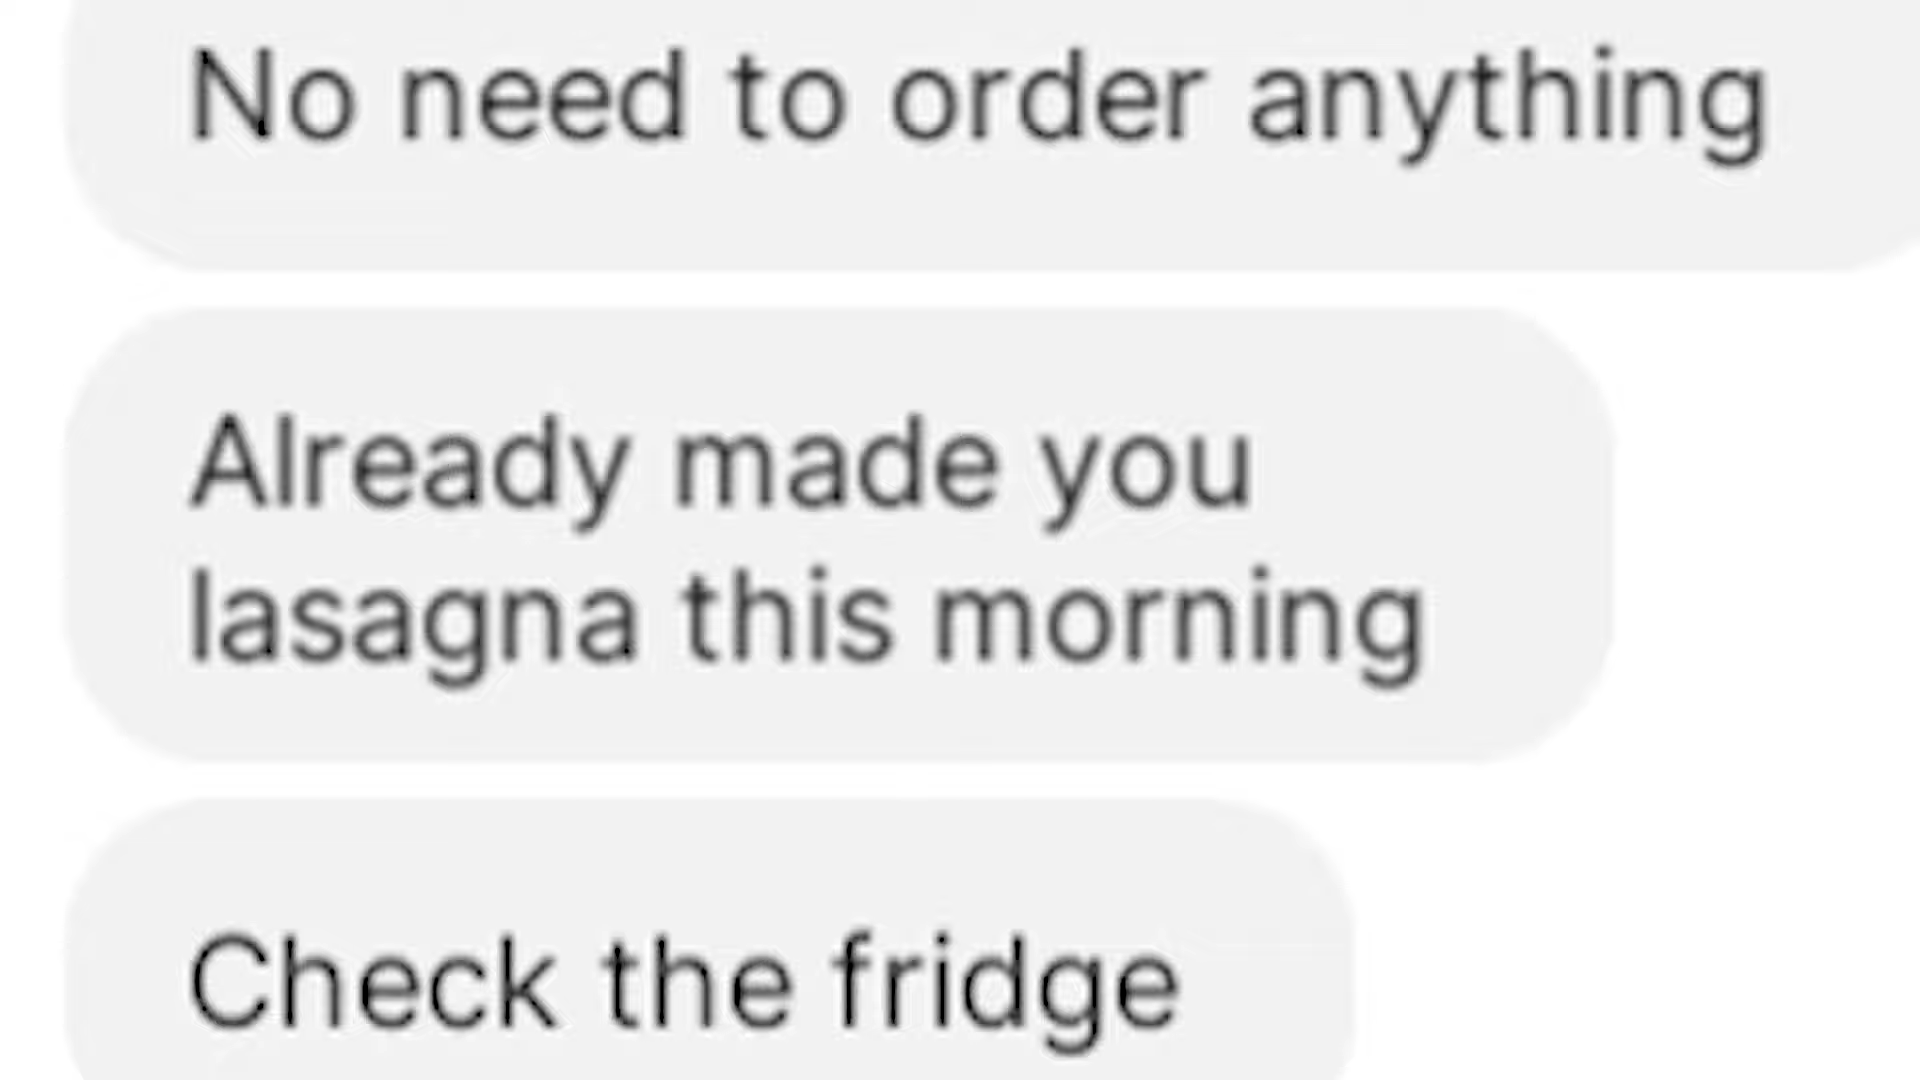 No need to order anything
Already made you
lasagna this morning
Check the fridge